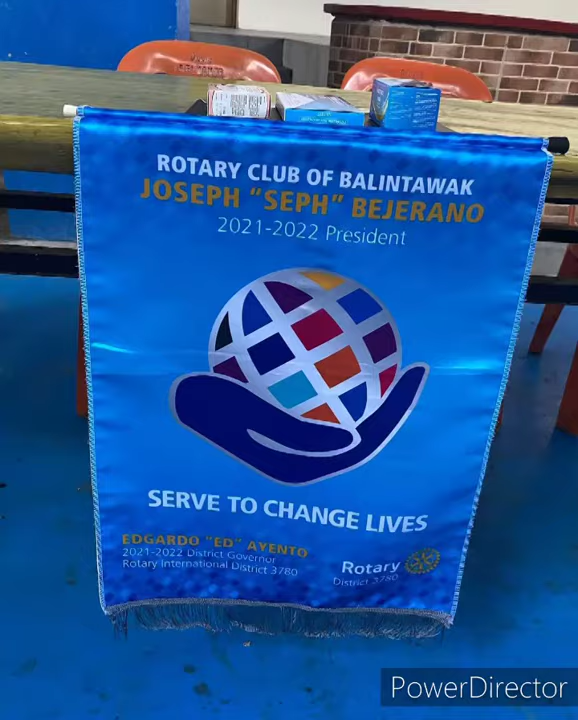 ROTARY CLUB OF BALINTAWAK
JOSEPH "SEPH" BEJERANO
2021-2022 President
SERVE TO CHANGE LIVES
EDGARDO "ED" AYENTO
2021-2022 District Governor
Rotary International District 3780
Rotary
District 3780
PowerDirector